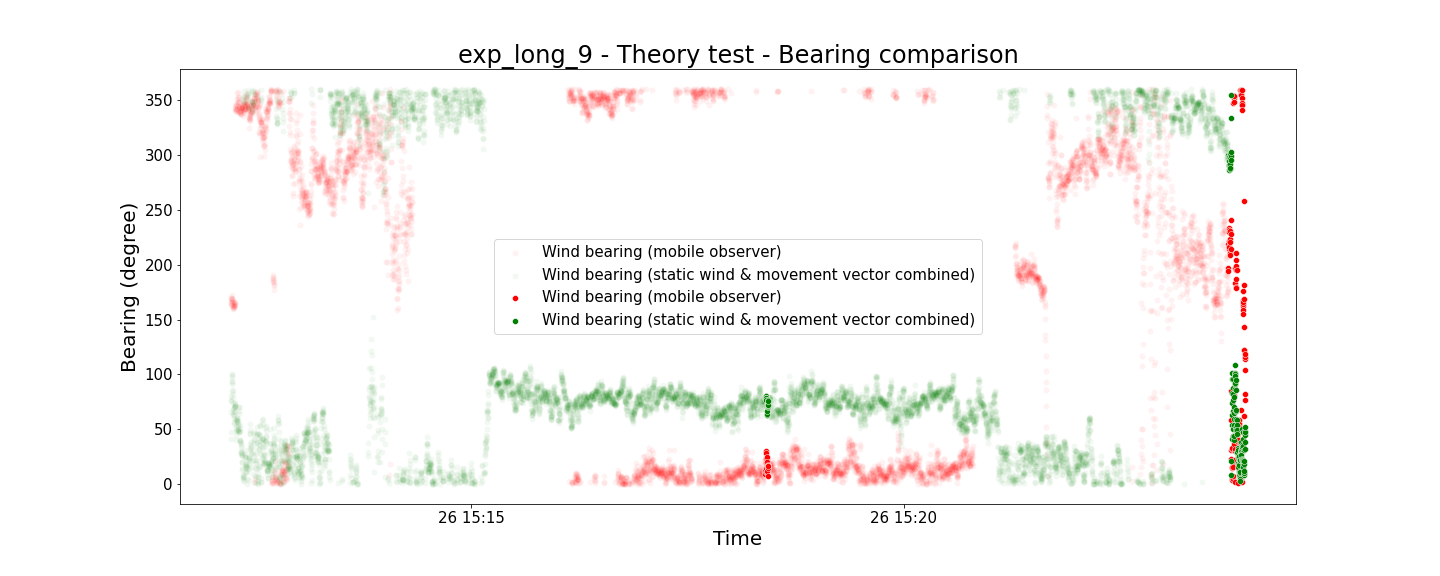 exp_long_9 - Theory test - Bearing comparison
350
300
250
200
150
100
50
0
Bearing (degree)
Wind bearing (mobile observer)
Wind bearing (static wind & movement vector combined)
Wind bearing (mobile observer)
Wind bearing (static wind & movement vector combined)
26 15:15
26 15:20
Time